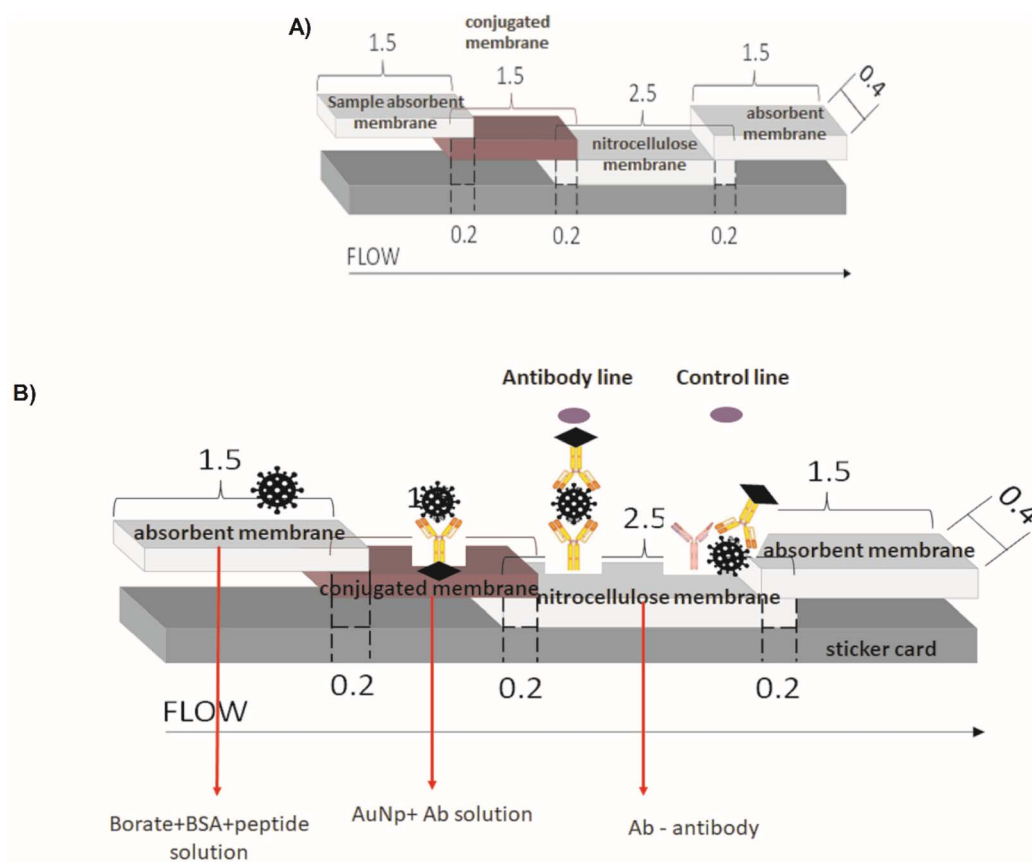 A)
conjugated
membrane
1.5
1.5
1.5
2.5
0.4
Sample absorbent
membrane
absorbent
membrane
nitrocellulose
membrane
0.2
0.2
0.2
FLOW
B)
Antibody line
Control line
1.5
2.5
1.5
0.4
absorbent membrane
absorbent membrane
conjugated membrane
nitrocellulose membrane
sticker card
0.2
0.2
0.2
FLOW
Borate+BSA+peptide
solution
AuNp+ Ab solution
Ab - antibody